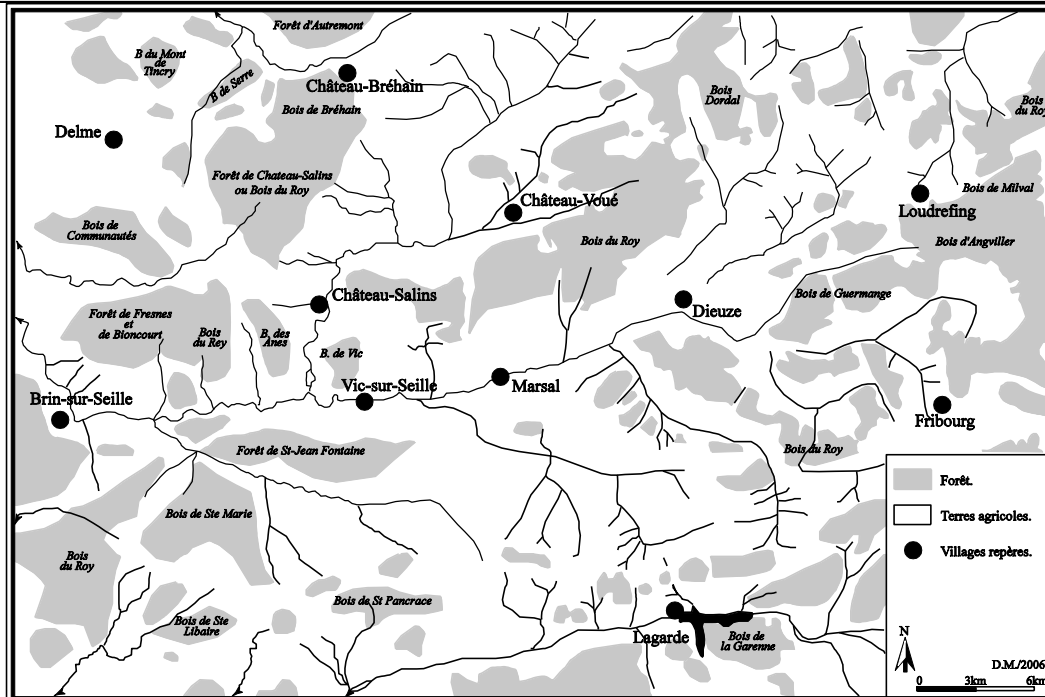 Forêt d'Autremont
B du Mont
de
Tincry
B de Serre
Château-Bréhain
Bois de Bréhain
Bois
Dordal
Bois
du Roy
Delme
Forêt de Chateau-Salins
ou Bois du Roy
Château-Voué
Bois de Milval
Loudrefing
Bois de
Communautés
Bois du Roy
Bois d'Angviller
Château-Salins
Bois de Guermange
Dieuze
Forêt de Fresnes
et
de Bioncourt
Bois
du Rey
B. des
Anes
B. de Vic
Vic-sur-Seille
Marsal
Brin-sur-Seille
Fribourg
Forêt de St-Jean Fontaine
Bois du Roy
Forêt.
Bois de Ste Marie
Terres agricoles.
Villages repères.
Bois
du Roy
Bois de St Pancrace
Bois de Ste
Libaire
Lagarde
Bois de
la Garenne
N
D.M./2006
0 3km 6km